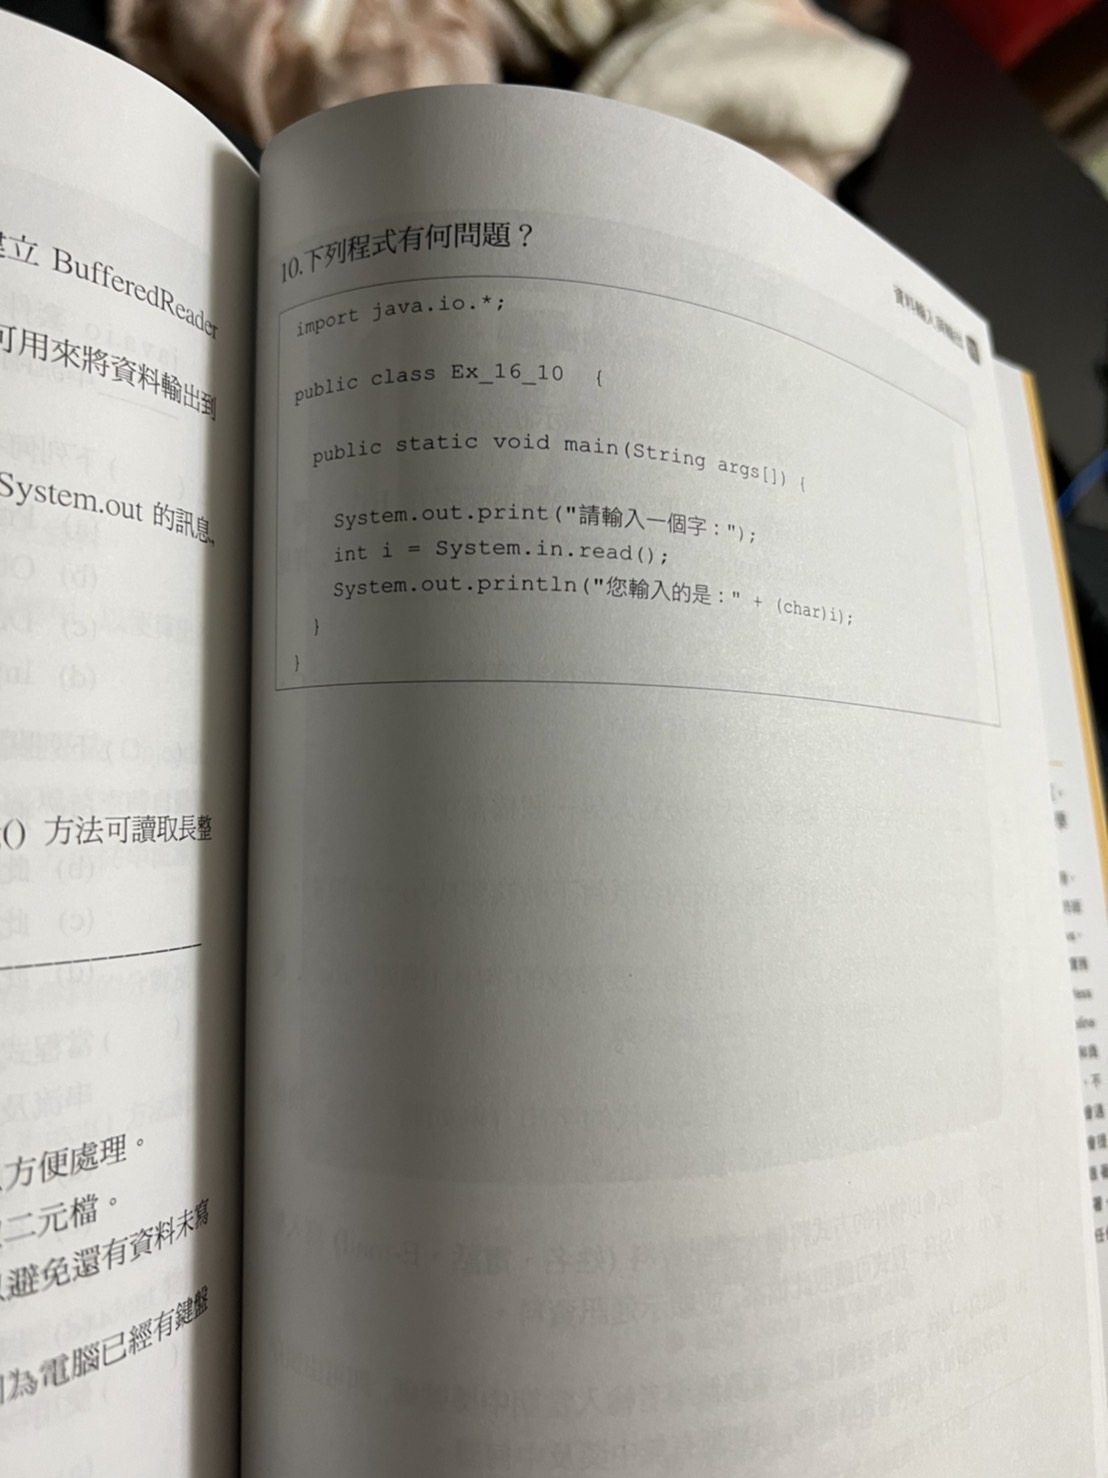 建立 BufferedReader
可用來將資料輸出到
System.out 的訊息,
() 方法可讀取長整
方便處理。
二元檔。
避免還有資料未寫
為電腦已經有鍵盤
資料輸入與輸出
10.下列程式有何問題?
import java.io.*;
public class Ex_16_10 {
public static void main(String args[]) {
System.out.print("請輸入一個字:");
int i = System.in.read();
System.out.println("您輸入的是:" + (char)i);
}
}